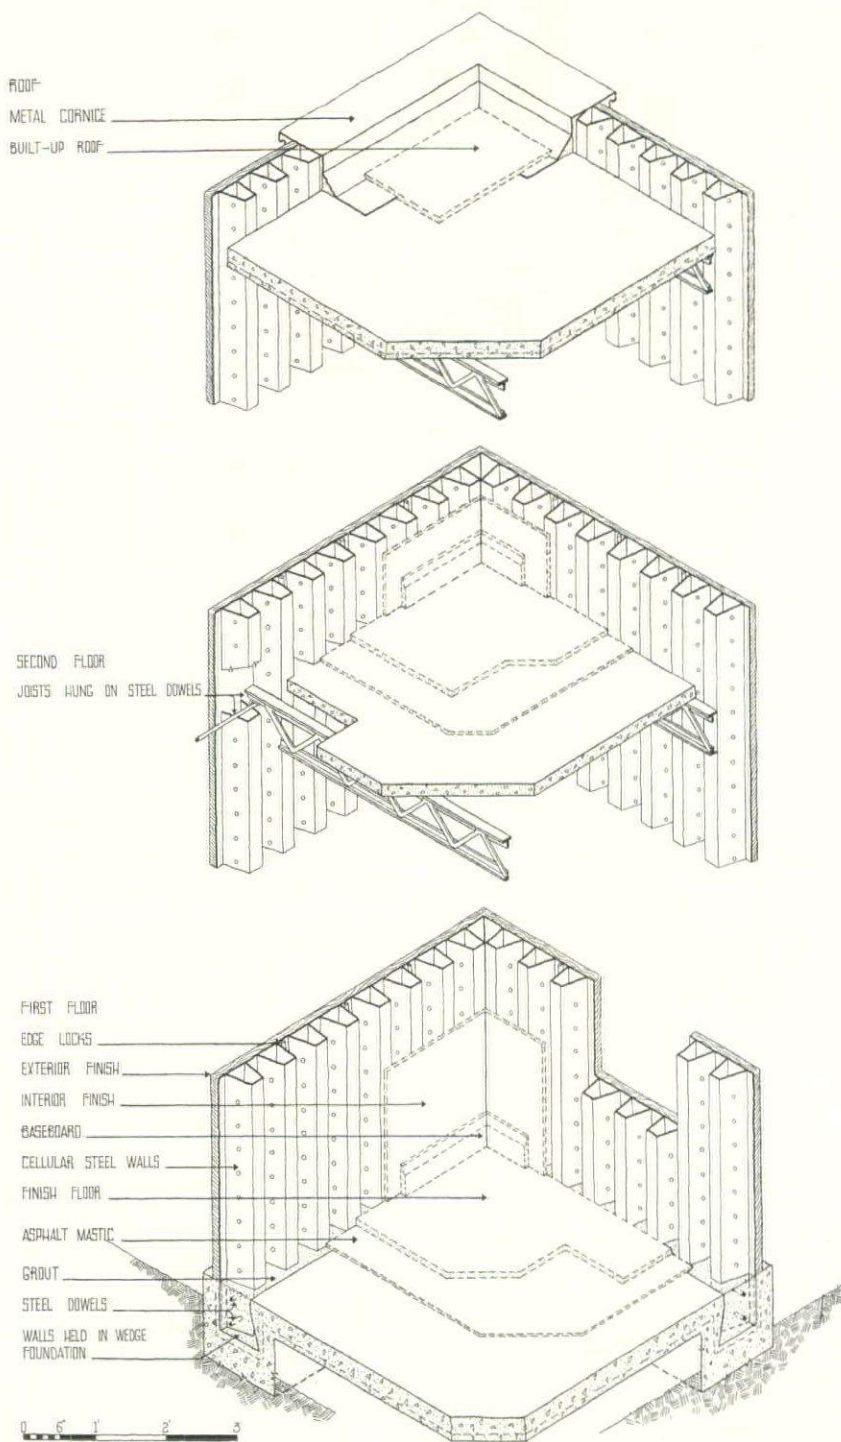 ROOF
METAL CORNICE
BUILT-UP ROOF
SECOND FLOOR
JOISTS HUNG ON STEEL DOWELS
FIRST FLOOR
EDGE LOCKS
EXTERIOR FINISH
INTERIOR FINISH
BASEBOARD
CELLULAR STEEL WALLS
FINISH FLOOR
ASPHALT MASTIC
GROUT
STEEL DOWELS
WALLS HELD IN WEDGE
FOUNDATION
0 6" 1' 2' 3'